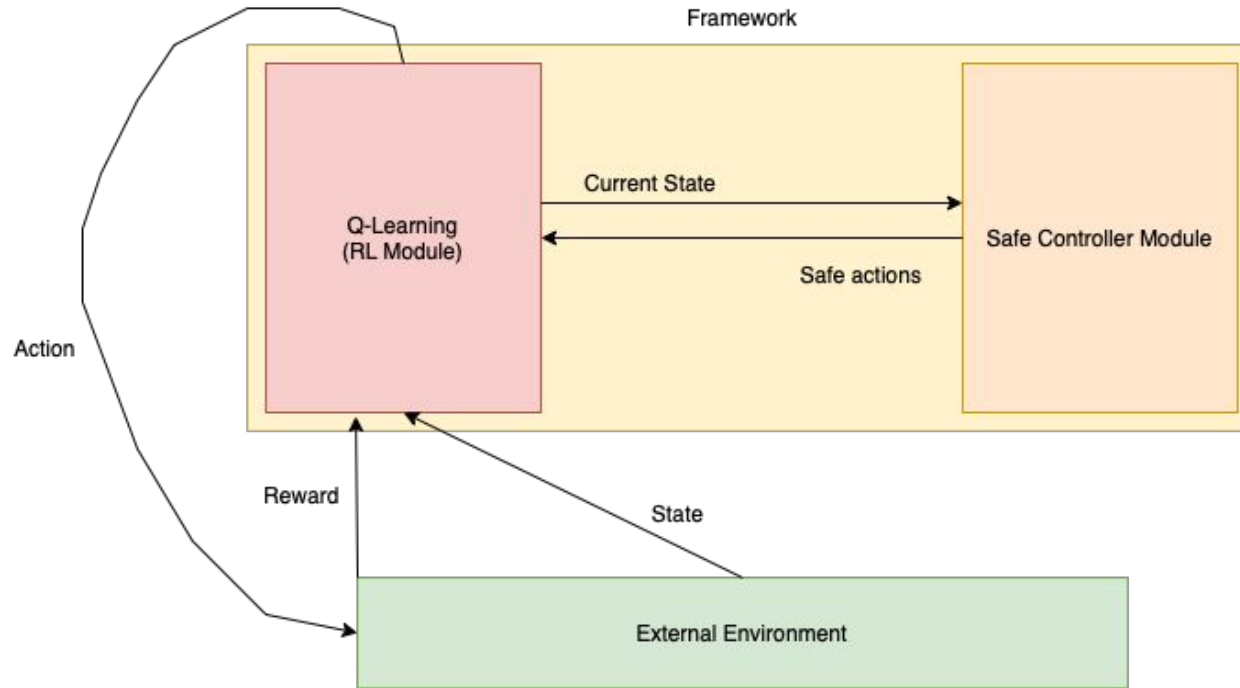 Framework
Q-Learning
(RL Module)
Current State
Safe actions
Safe Controller Module
Action
Reward
State
External Environment